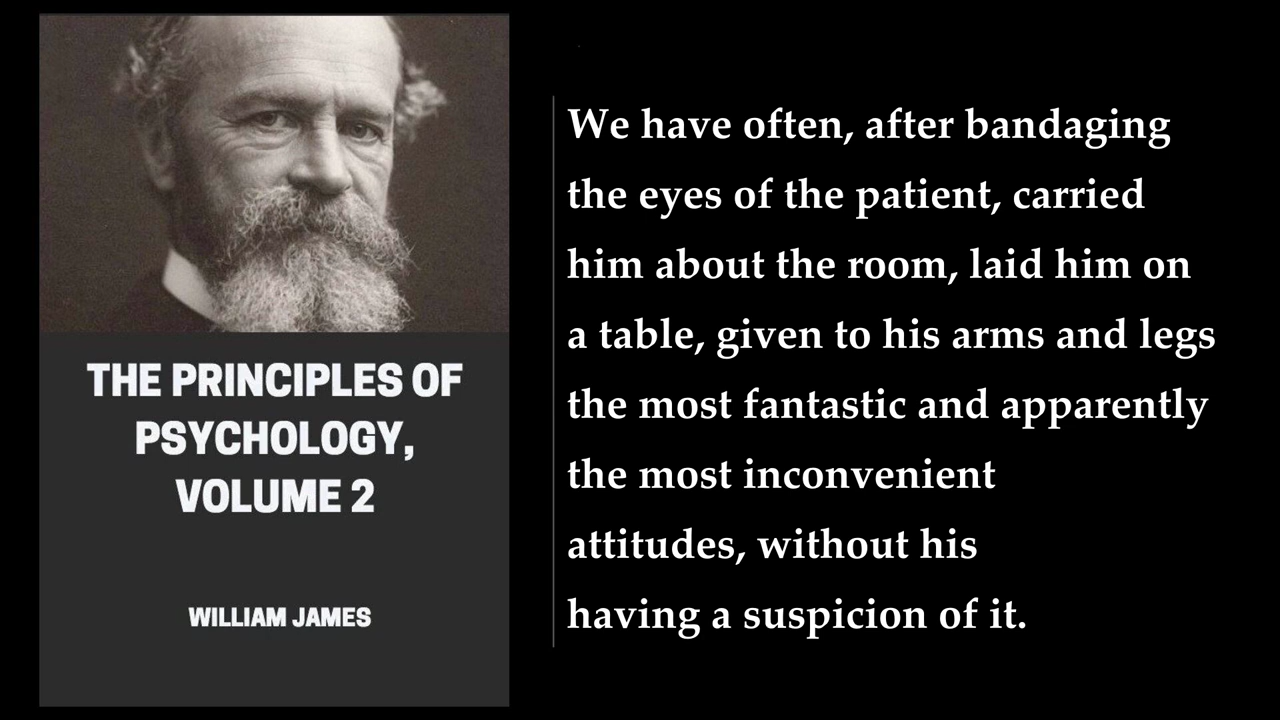 THE PRINCIPLES OF
PSYCHOLOGY,
VOLUME 2
WILLIAM JAMES
We have often, after bandaging
the eyes of the patient, carried
him about the room, laid him on
a table, given to his arms and legs
the most fantastic and apparently
the most inconvenient
attitudes, without his
having a suspicion of it.